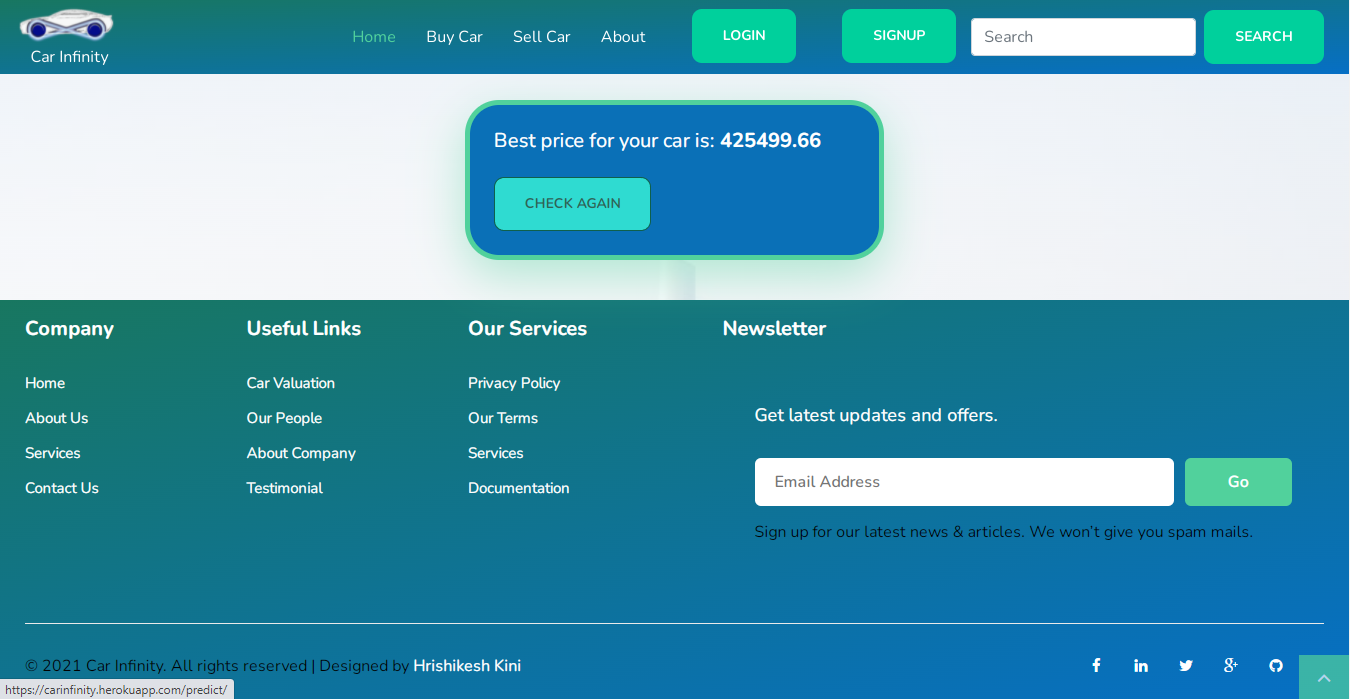 Car Infinity
Home Buy Car Sell Car About LOGIN SIGNUP Search SEARCH
Best price for your car is: 425499.66
CHECK AGAIN
Company Useful Links Our Services Newsletter
Home Car Valuation Privacy Policy
About Us Our People Our Terms Get latest updates and offers.
Services About Company Services
Contact Us Testimonial Documentation Email Address Go
Sign up for our latest news & articles. We won’t give you spam mails.
© 2021 Car Infinity. All rights reserved | Designed by Hrishikesh Kini
https://carinfinity.herokuapp.com/predict/